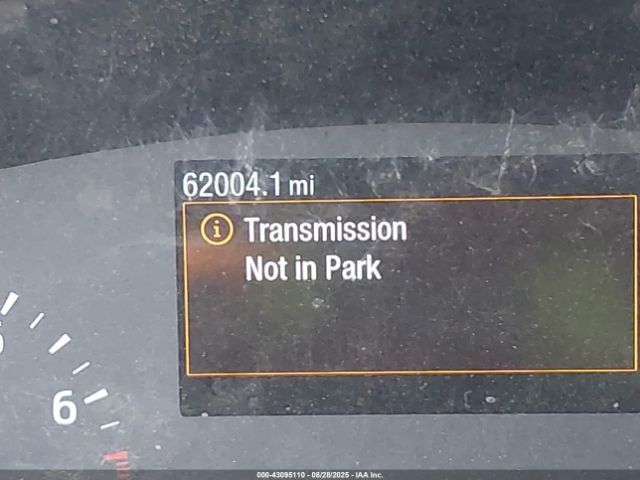 62004.1 mi
Transmission
Not in Park
6
000-43095110 - 08/28/2025 - IAA Inc.